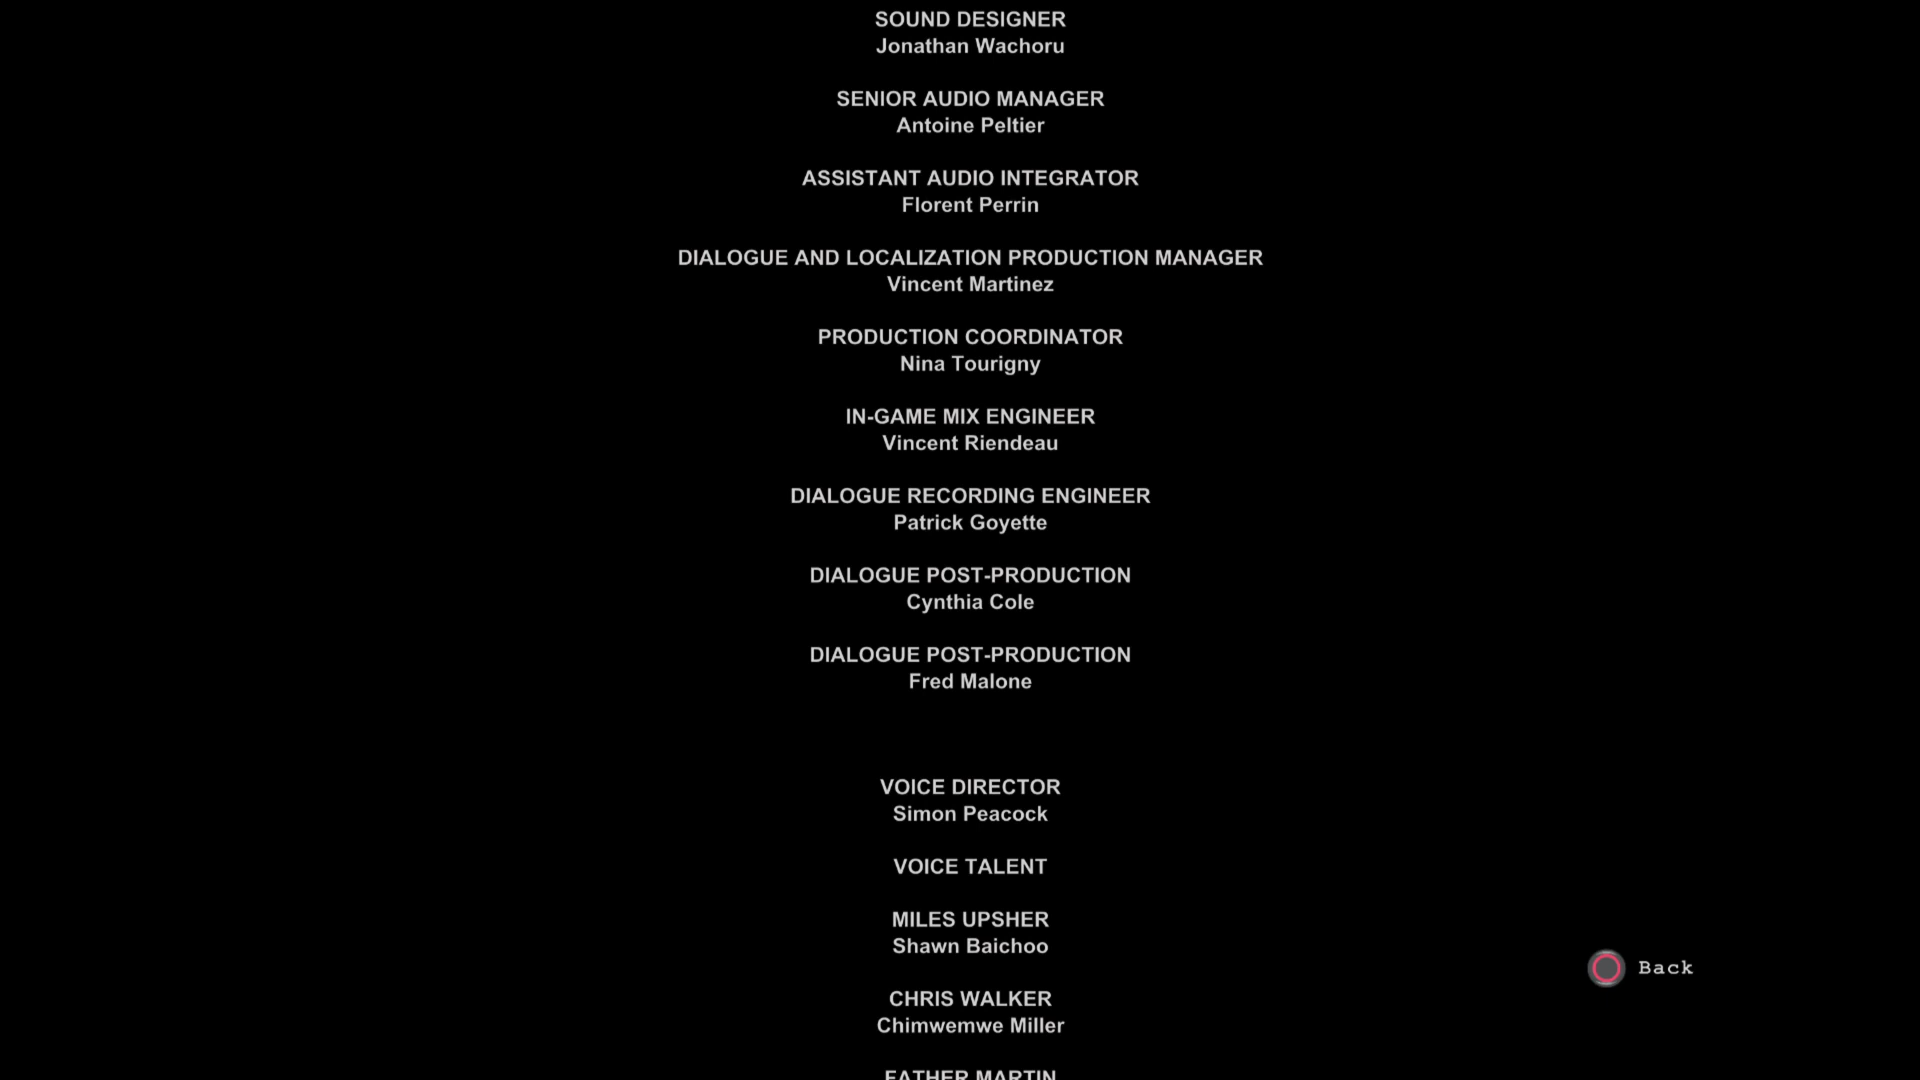 SOUND DESIGNER
Jonathan Wachoru
SENIOR AUDIO MANAGER
Antoine Peltier
ASSISTANT AUDIO INTEGRATOR
Florent Perrin
DIALOGUE AND LOCALIZATION PRODUCTION MANAGER
Vincent Martinez
PRODUCTION COORDINATOR
Nina Tourigny
IN-GAME MIX ENGINEER
Vincent Riendeau
DIALOGUE RECORDING ENGINEER
Patrick Goyette
DIALOGUE POST-PRODUCTION
Cynthia Cole
DIALOGUE POST-PRODUCTION
Fred Malone
VOICE DIRECTOR
Simon Peacock
VOICE TALENT
MILES UPSHER
Shawn Baichoo
Back
CHRIS WALKER
Chimwemwe Miller
FATHER MARTIN